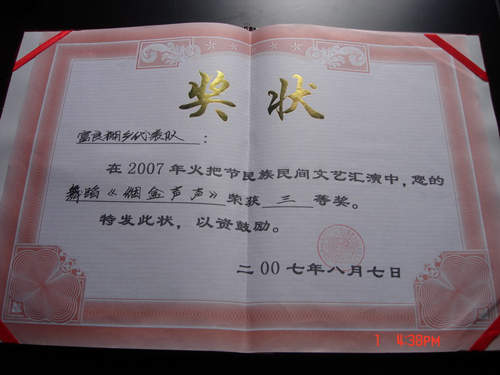 奖状
富良棚乡代表队：
在2007年火把节民族民间文艺汇演中，您的
舞蹈《烟盒声声》荣获 三 等奖。
特发此状，以资鼓励。
二00七年八月七日
1 4:38PM